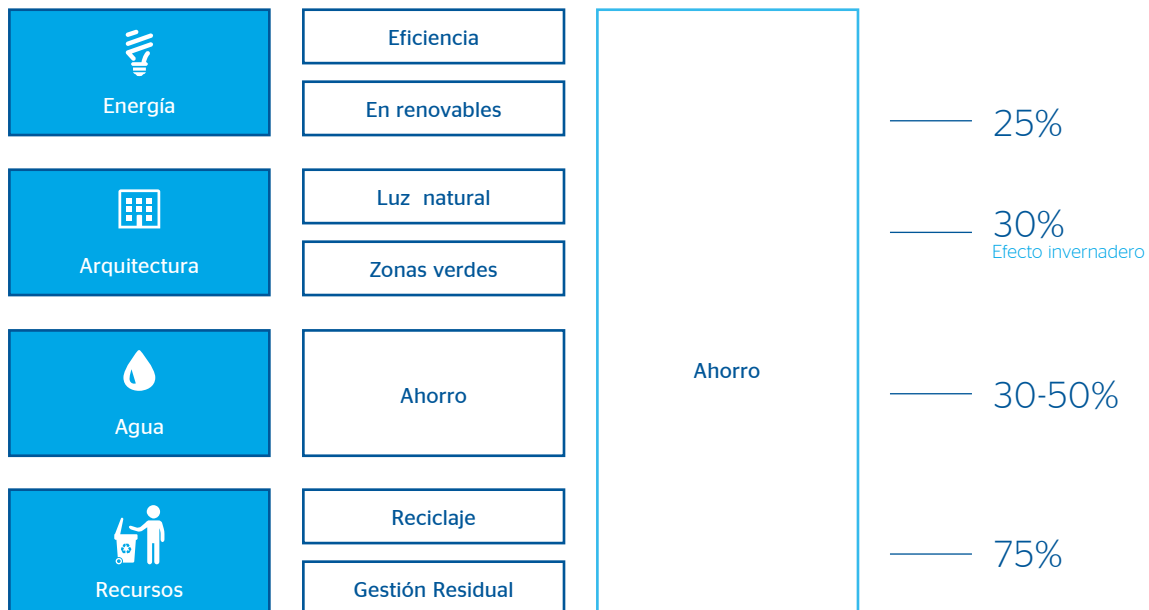 Energía
Eficiencia
En renovables
Arquitectura
Luz natural
Zonas verdes
Agua
Ahorro
Recursos
Reciclaje
Gestión Residual
Ahorro
25%
30%
Efecto invernadero
30-50%
75%